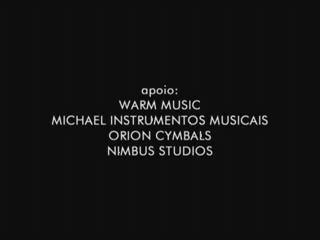 apoio:
WARM MUSIC
MICHAEL INSTRUMENTOS MUSICAIS
ORION CYMBALS
NIMBUS STUDIOS